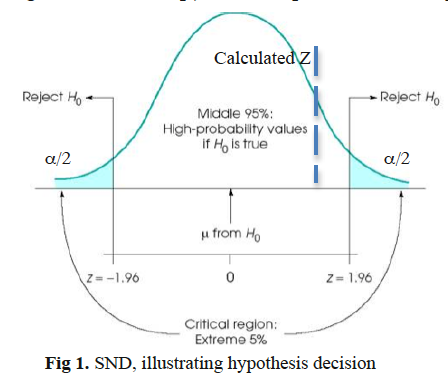 Calculated Z
Reject H0
Reject H0
Middle 95%:
High-probability values
if H0 is true
α/2
α/2
μ from H0
Z = -1.96
0
Z = 1.96
Critical region:
Extreme 5%
Fig 1. SND, illustrating hypothesis decision